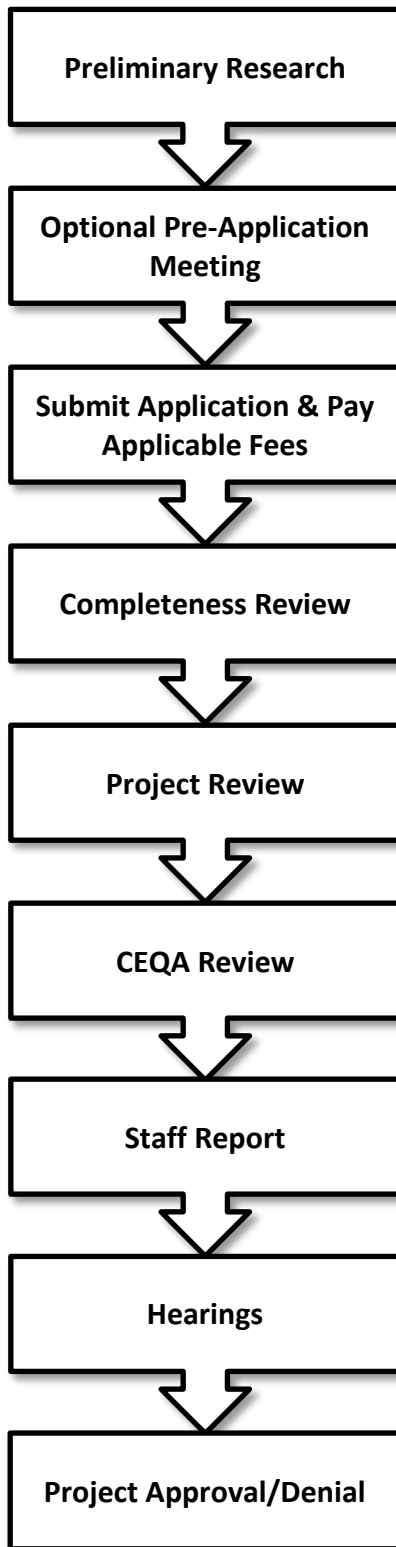 Preliminary Research
Optional Pre-Application
Meeting
Submit Application & Pay
Applicable Fees
Completeness Review
Project Review
CEQA Review
Staff Report
Hearings
Project Approval/Denial